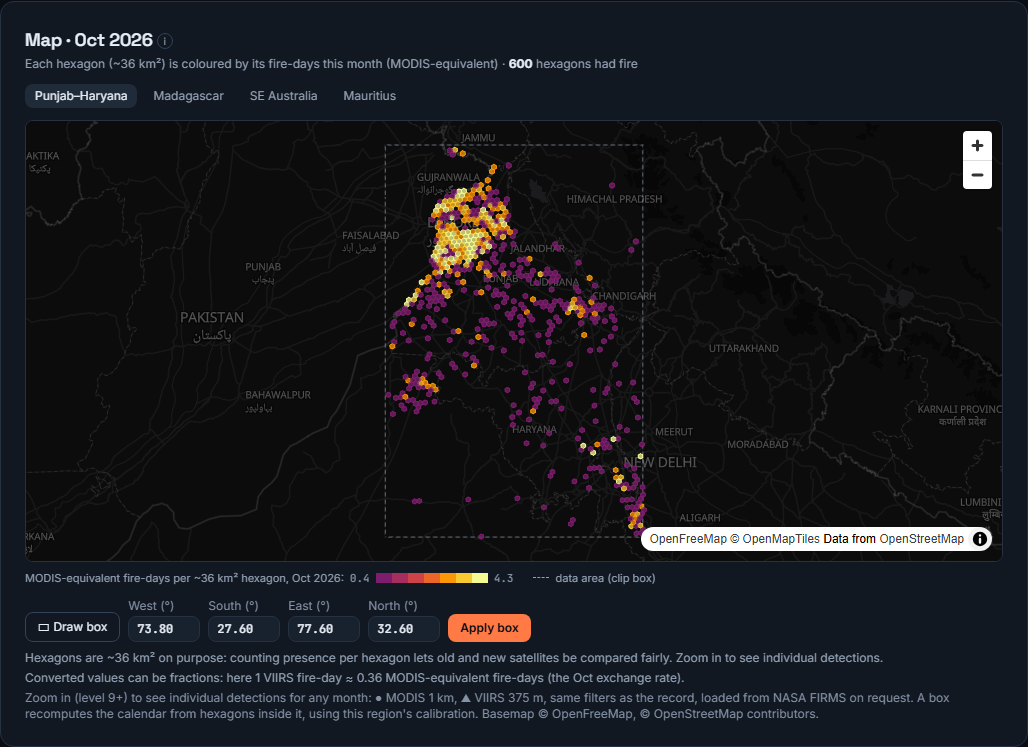 Map · Oct 2026 i
Each hexagon (~36 km²) is coloured by its fire-days this month (MODIS-equivalent) · 600 hexagons had fire
Punjab–Haryana Madagascar SE Australia Mauritius
JAMMU
AKTIKA
پکتیکا
GUJRANWALA
HIMACHAL PRADESH
FAISALABAD
فیصل آباد
JALANDHAR
PUNJAB
پنجاب
LUDHIANA
CHANDIGARH
PAKISTAN
پاکستان
UTTARAKHAND
BAHAWALPUR
بہاولپور
KARNALI PROVINC
कर्णाली प्रदेश
HARYANA
MEERUT
MORADABAD
NEW DELHI
LUMBINI
ALIGARH
RKANA
OpenFreeMap © OpenMapTiles Data from OpenStreetMap
MODIS-equivalent fire-days per ~36 km² hexagon, Oct 2026: 0.4 4.3 data area (clip box)
West (°) South (°) East (°) North (°)
Draw box 73.80 27.60 77.60 32.60 Apply box
Hexagons are ~36 km² on purpose: counting presence per hexagon lets old and new satellites be compared fairly. Zoom in to see individual detections.
Converted values can be fractions: here 1 VIIRS fire-day ≈ 0.36 MODIS-equivalent fire-days (the Oct exchange rate).
Zoom in (level 9+) to see individual detections for any month: ● MODIS 1 km, ▲ VIIRS 375 m, same filters as the record, loaded from NASA FIRMS on request. A box
recomputes the calendar from hexagons inside it, using this region's calibration. Basemap © OpenFreeMap, © OpenStreetMap contributors.